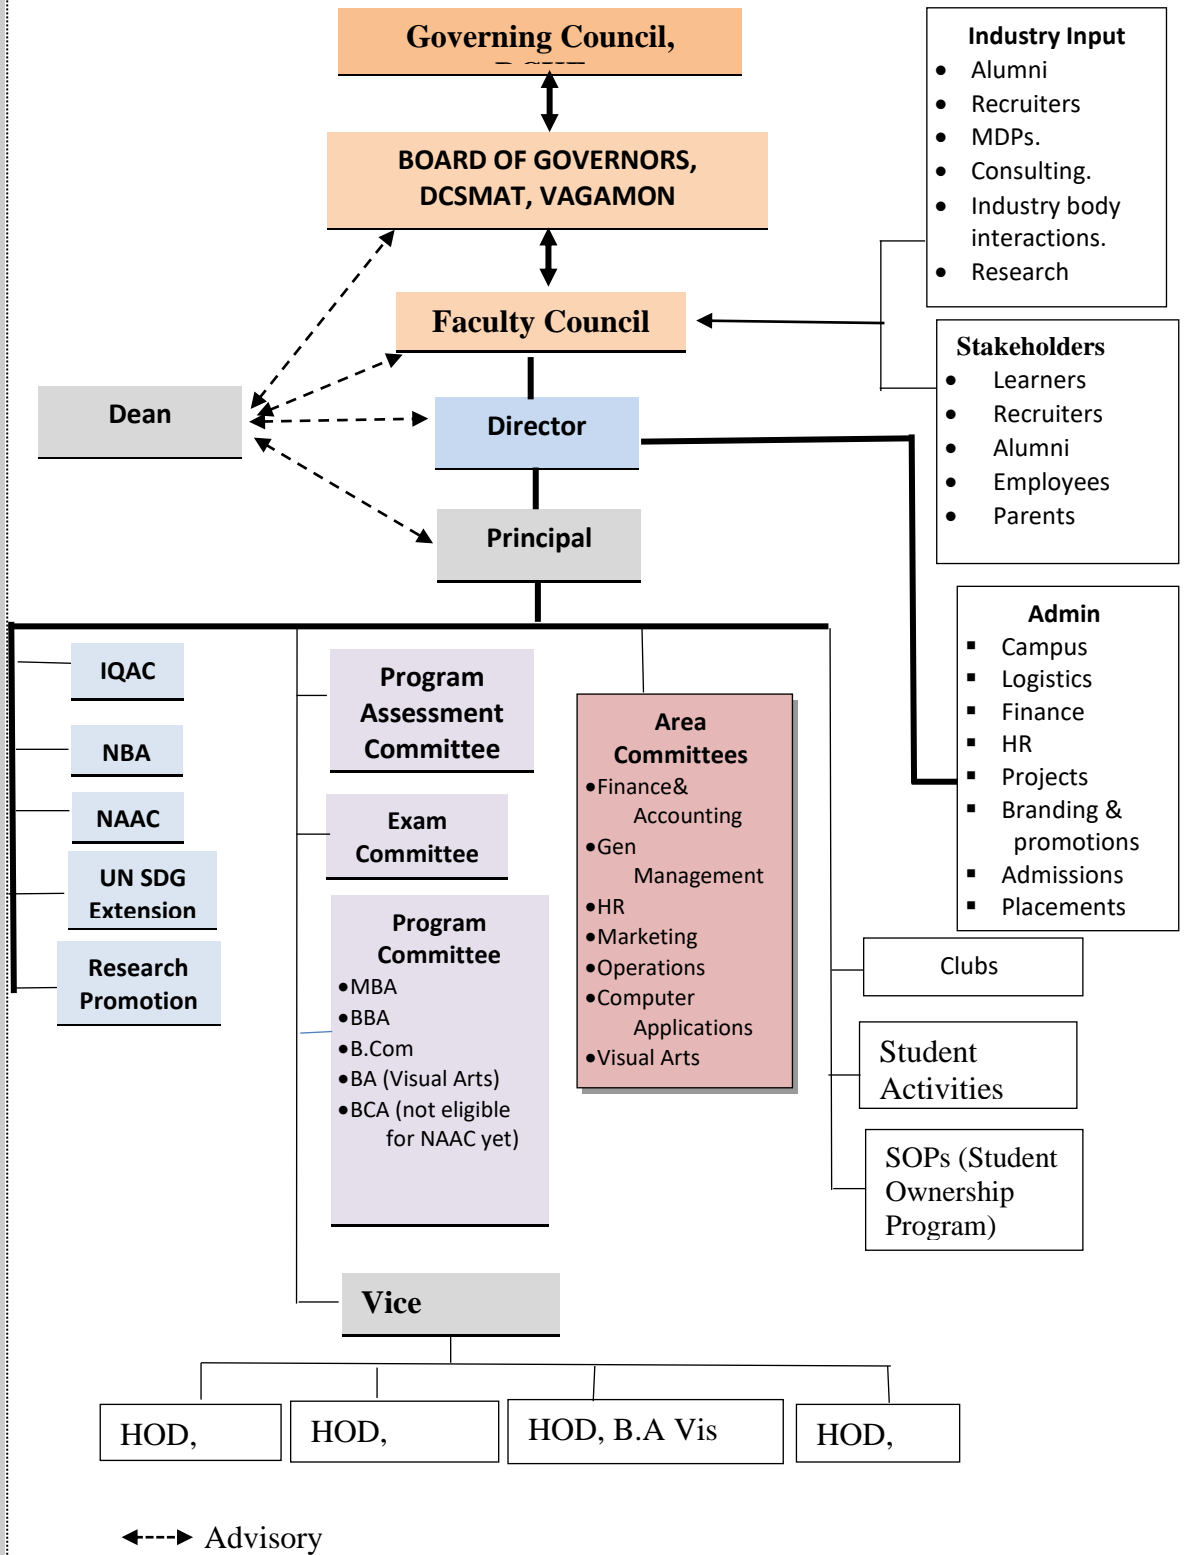 Governing Council,
BOARD OF GOVERNORS,
DCSMAT, VAGAMON
Faculty Council
Dean
Director
Principal
Industry Input
• Alumni
• Recruiters
• MDPs.
• Consulting.
• Industry body
interactions.
• Research
Stakeholders
• Learners
• Recruiters
• Alumni
• Employees
• Parents
Admin
▪ Campus
▪ Logistics
▪ Finance
▪ HR
▪ Projects
▪ Branding &
promotions
▪ Admissions
▪ Placements
IQAC
NBA
NAAC
UN SDG
Extension
Research
Promotion
Program
Assessment
Committee
Exam
Committee
Program
Committee
•MBA
•BBA
•B.Com
•BA (Visual Arts)
•BCA (not eligible
for NAAC yet)
Area
Committees
•Finance&
Accounting
•Gen
Management
•HR
•Marketing
•Operations
•Computer
Applications
•Visual Arts
Clubs
Student
Activities
SOPs (Student
Ownership
Program)
Vice
HOD,
HOD,
HOD, B.A Vis
HOD,
Advisory